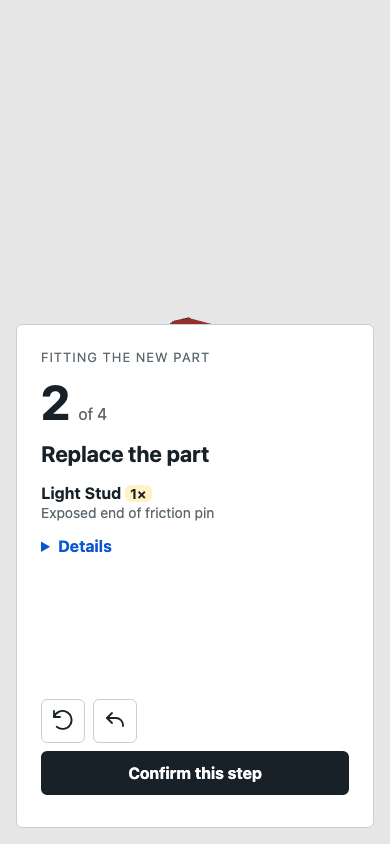 FITTING THE NEW PART
2 of 4
Replace the part
Light Stud 1×
Exposed end of friction pin
Details
Confirm this step